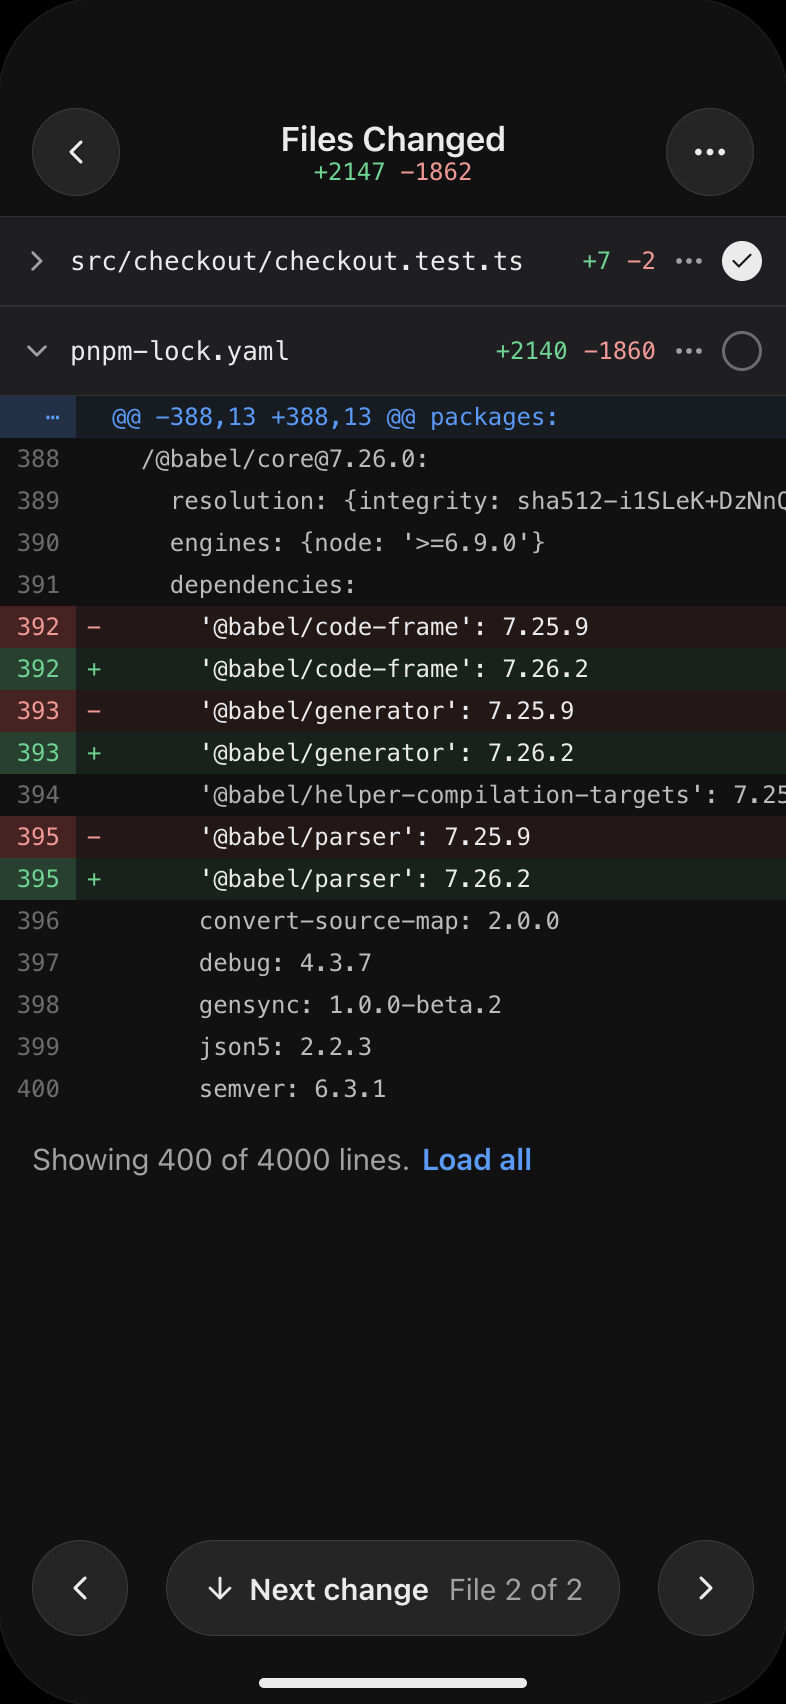 Files Changed
+2147 −1862
src/checkout/checkout.test.ts +7 −2 •••
pnpm-lock.yaml +2140 −1860 •••
⋯ @@ -388,13 +388,13 @@ packages:
388 /@babel/core@7.26.0:
389 resolution: {integrity: sha512-i1SLeK+DzNnQ
390 engines: {node: '>=6.9.0'}
391 dependencies:
392 − '@babel/code-frame': 7.25.9
392 + '@babel/code-frame': 7.26.2
393 − '@babel/generator': 7.25.9
393 + '@babel/generator': 7.26.2
394 '@babel/helper-compilation-targets': 7.25
395 − '@babel/parser': 7.25.9
395 + '@babel/parser': 7.26.2
396 convert-source-map: 2.0.0
397 debug: 4.3.7
398 gensync: 1.0.0-beta.2
399 json5: 2.2.3
400 semver: 6.3.1
Showing 400 of 4000 lines. Load all
↓ Next change File 2 of 2